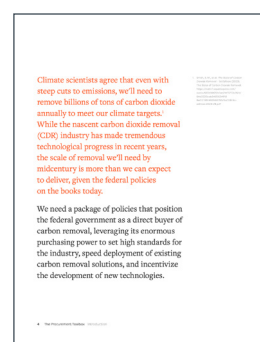 Climate scientists agree that even with
steep cuts to emissions, we'll need to
remove billions of tons of carbon dioxide
annually to meet our climate targets.
While the nascent carbon dioxide removal
(CDR) industry has made tremendous
technological progress in recent years,
the scale of removal we'll need by
midcentury is more than we can expect
to deliver, given the federal policies
on the books today.
We need a package of policies that position
the federal government as a direct buyer of
carbon removal, leveraging its enormous
purchasing power to set high standards for
the industry, speed deployment of existing
carbon removal solutions, and incentivize
the development of new technologies.
4 The Procurement Toolbox